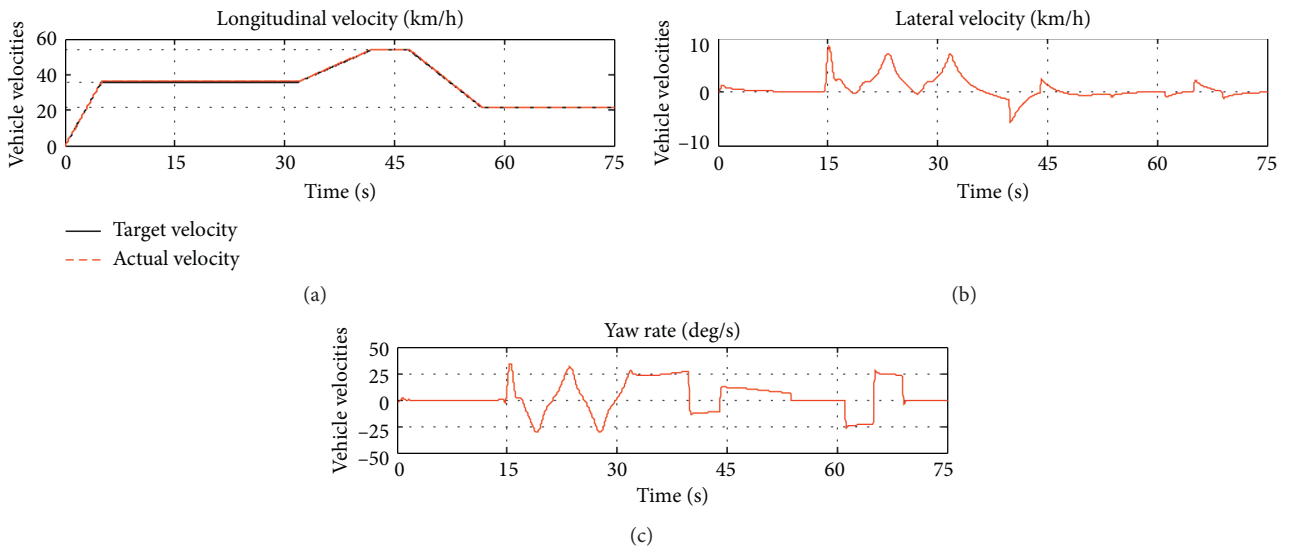 Longitudinal velocity (km/h)
Vehicle velocities
60
40
20
0
0 15 30 45 60 75
Time (s)
Target velocity
Actual velocity
(a)
Lateral velocity (km/h)
Vehicle velocities
10
0
−10
0 15 30 45 60 75
Time (s)
(b)
Yaw rate (deg/s)
Vehicle velocities
50
25
0
−25
−50
0 15 30 45 60 75
Time (s)
(c)